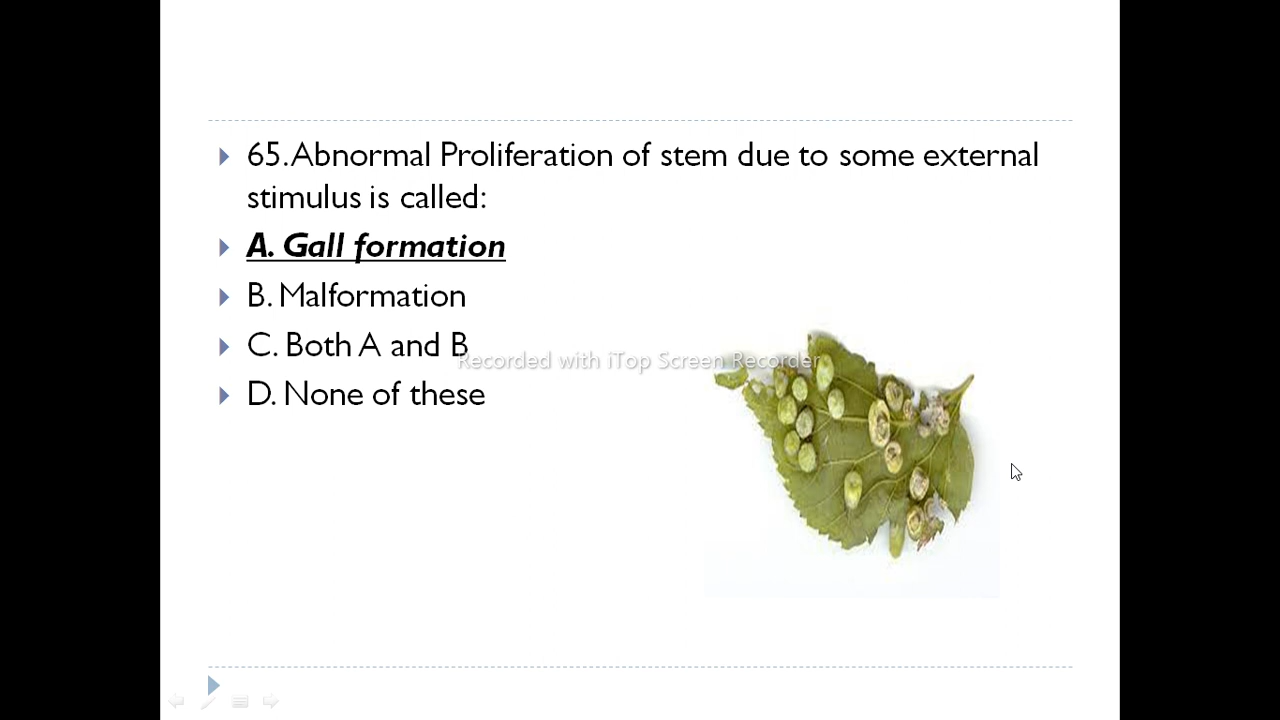 65. Abnormal Proliferation of stem due to some external
stimulus is called:
A. Gall formation
B. Malformation
C. Both A and B
Recorded with iTop Screen Recorder
D. None of these